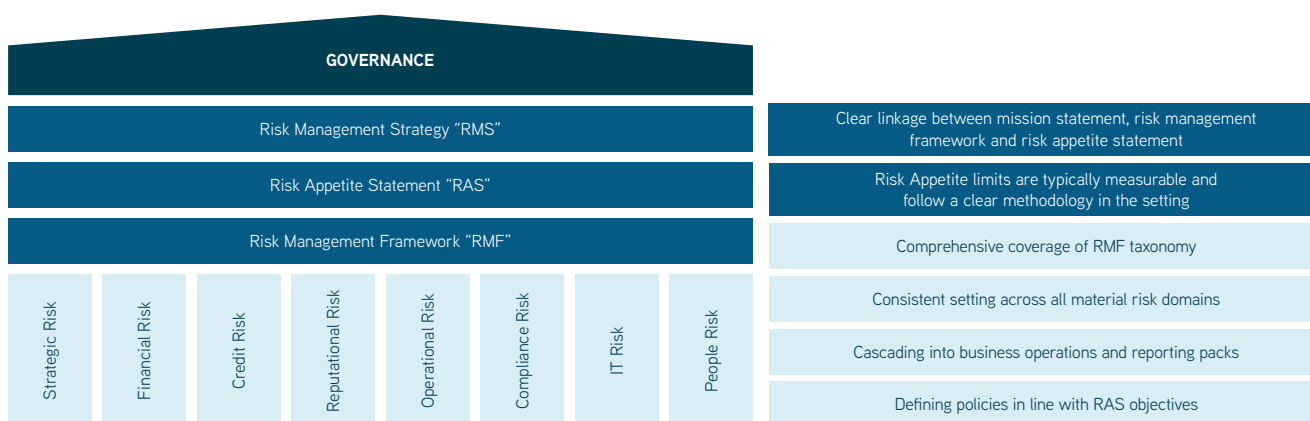 GOVERNANCE
Risk Management Strategy “RMS”
Risk Appetite Statement “RAS”
Risk Management Framework “RMF”
Strategic Risk
Financial Risk
Credit Risk
Reputational Risk
Operational Risk
Compliance Risk
IT Risk
People Risk
Clear linkage between mission statement, risk management
framework and risk appetite statement
Risk Appetite limits are typically measurable and
follow a clear methodology in the setting
Comprehensive coverage of RMF taxonomy
Consistent setting across all material risk domains
Cascading into business operations and reporting packs
Defining policies in line with RAS objectives